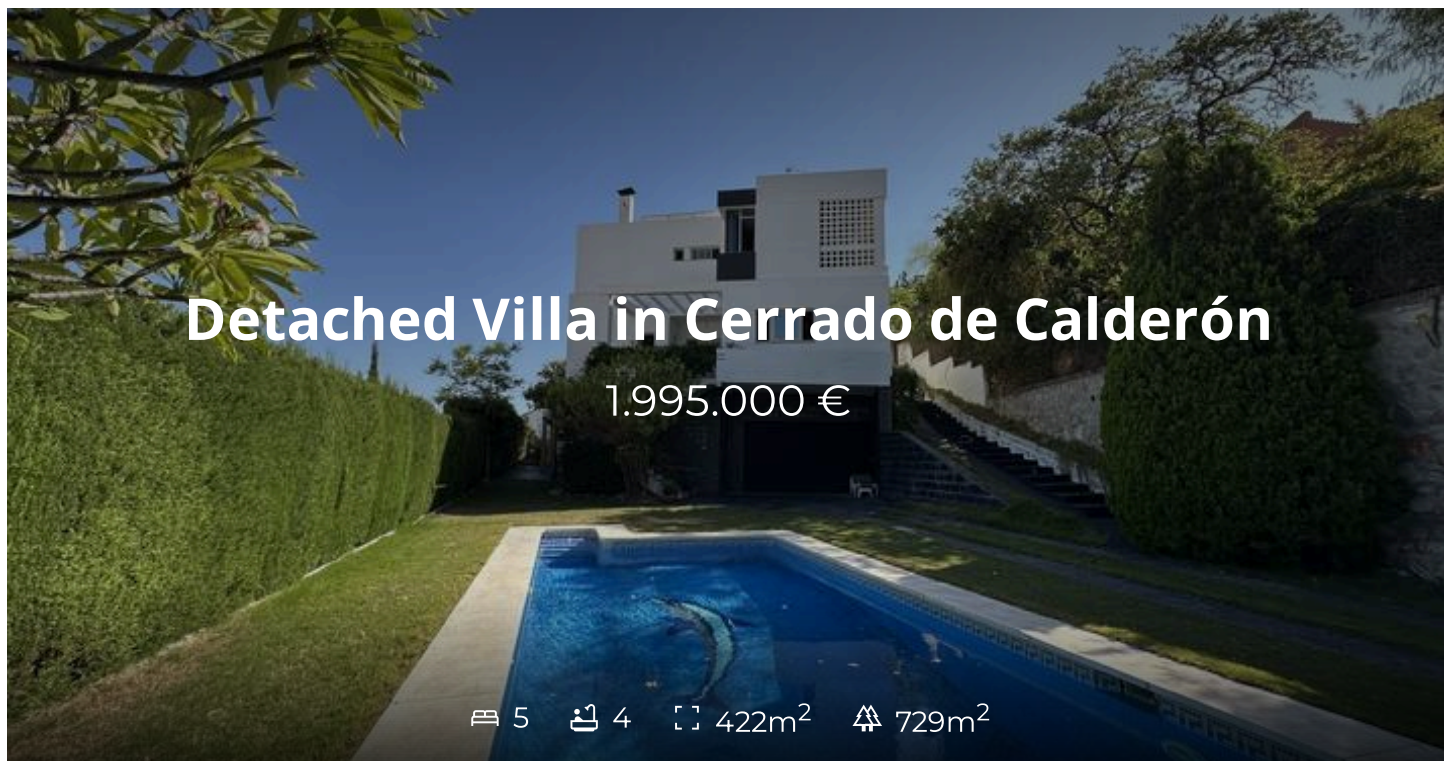 Detached Villa in Cerrado de Calderón
1.995.000 €
5 4 422m² 729m²